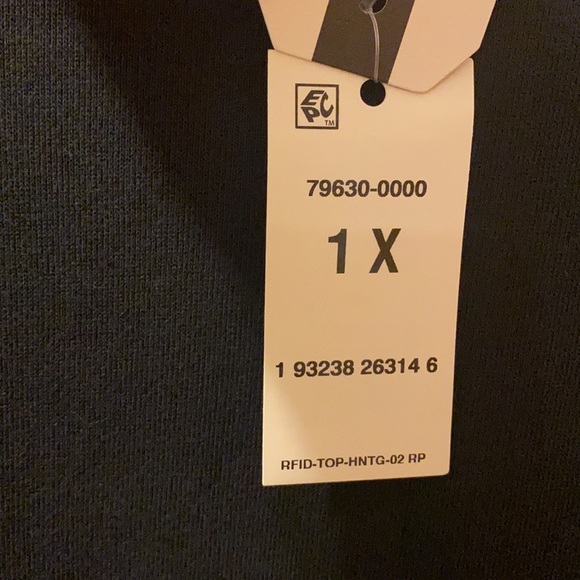 EPC
TM
79630-0000
1 X
1 93238 26314 6
RFID-TOP-HNTG-02 RP